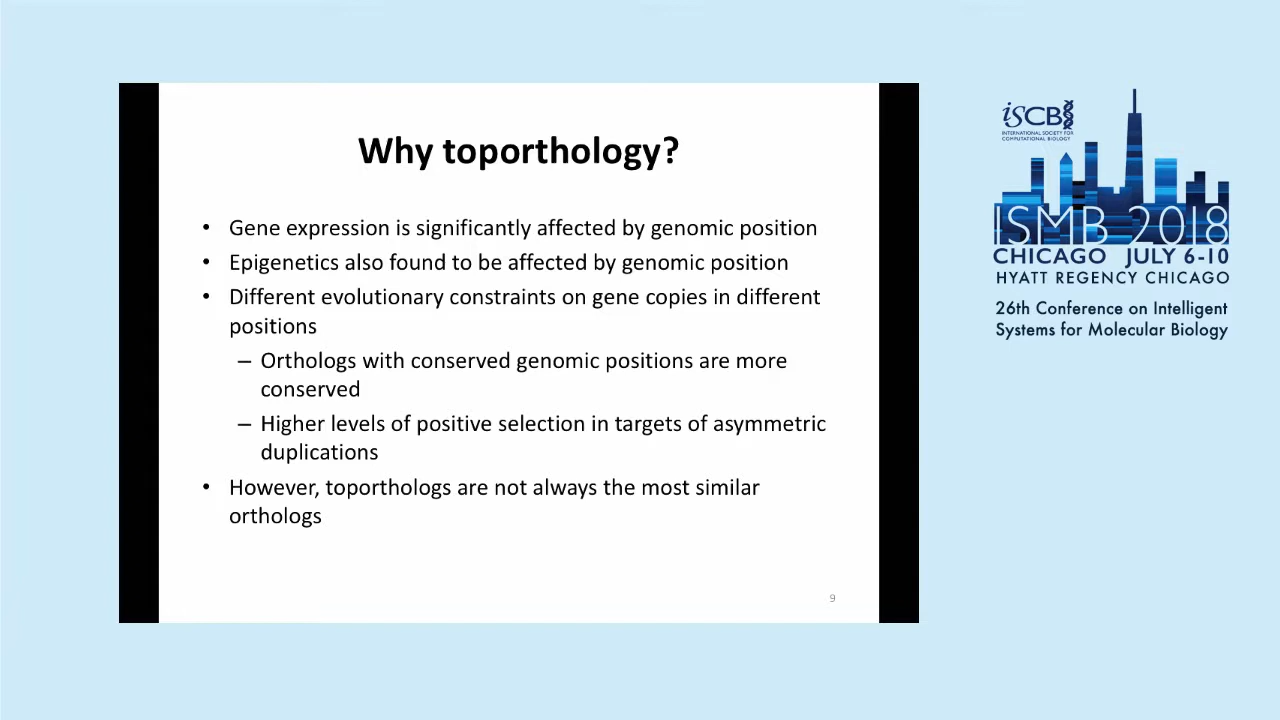 Why toporthology?
• Gene expression is significantly affected by genomic position
• Epigenetics also found to be affected by genomic position
• Different evolutionary constraints on gene copies in different
positions
– Orthologs with conserved genomic positions are more
conserved
– Higher levels of positive selection in targets of asymmetric
duplications
• However, toporthologs are not always the most similar
orthologs
9
iSCB
INTERNATIONAL SOCIETY FOR
COMPUTATIONAL BIOLOGY
ISMB 2018
CHICAGO JULY 6-10
HYATT REGENCY CHICAGO
26th Conference on Intelligent
Systems for Molecular Biology